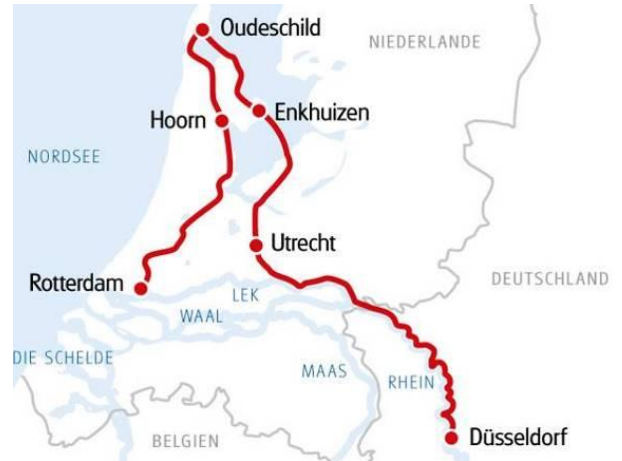 Oudeschild
NIEDERLANDE
Hoorn
Enkhuizen
NORDSEE
Utrecht
Rotterdam
LEK
DEUTSCHLAND
WAAL
DIE SCHELDE
MAAS
RHEIN
BELGIEN
Düsseldorf